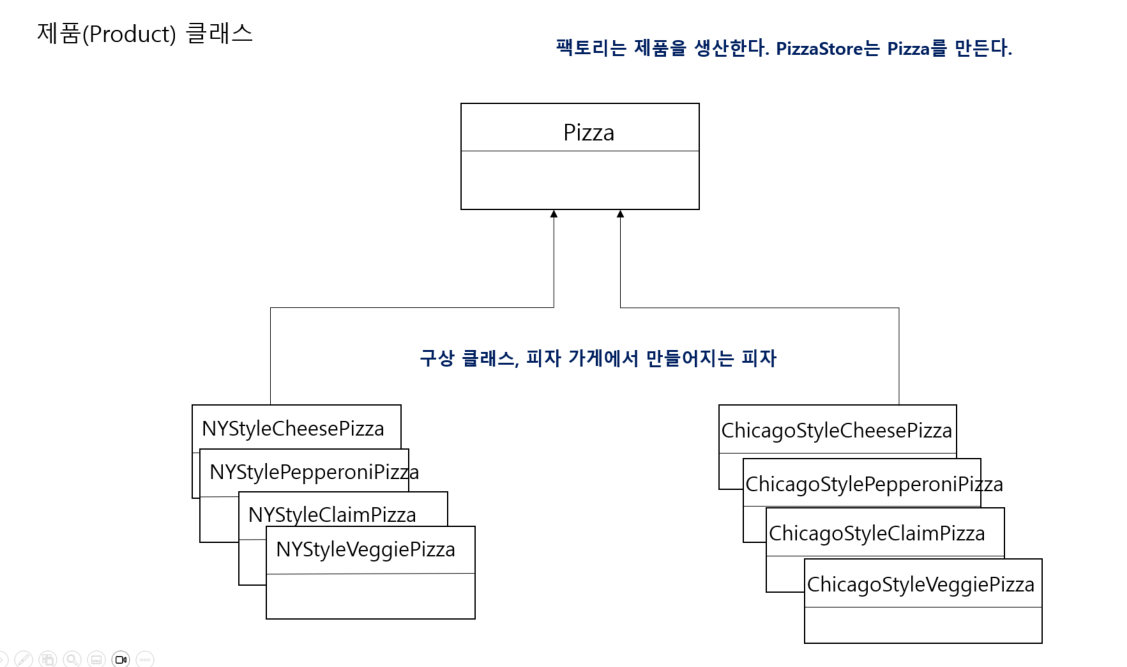 제품(Product) 클래스
팩토리는 제품을 생산한다. PizzaStore는 Pizza를 만든다.
Pizza
구상 클래스, 피자 가게에서 만들어지는 피자
NYStyleCheesePizza
NYStylePepperoniPizza
NYStyleClaimPizza
NYStyleVeggiePizza
ChicagoStyleCheesePizza
ChicagoStylePepperoniPizza
ChicagoStyleClaimPizza
ChicagoStyleVeggiePizza